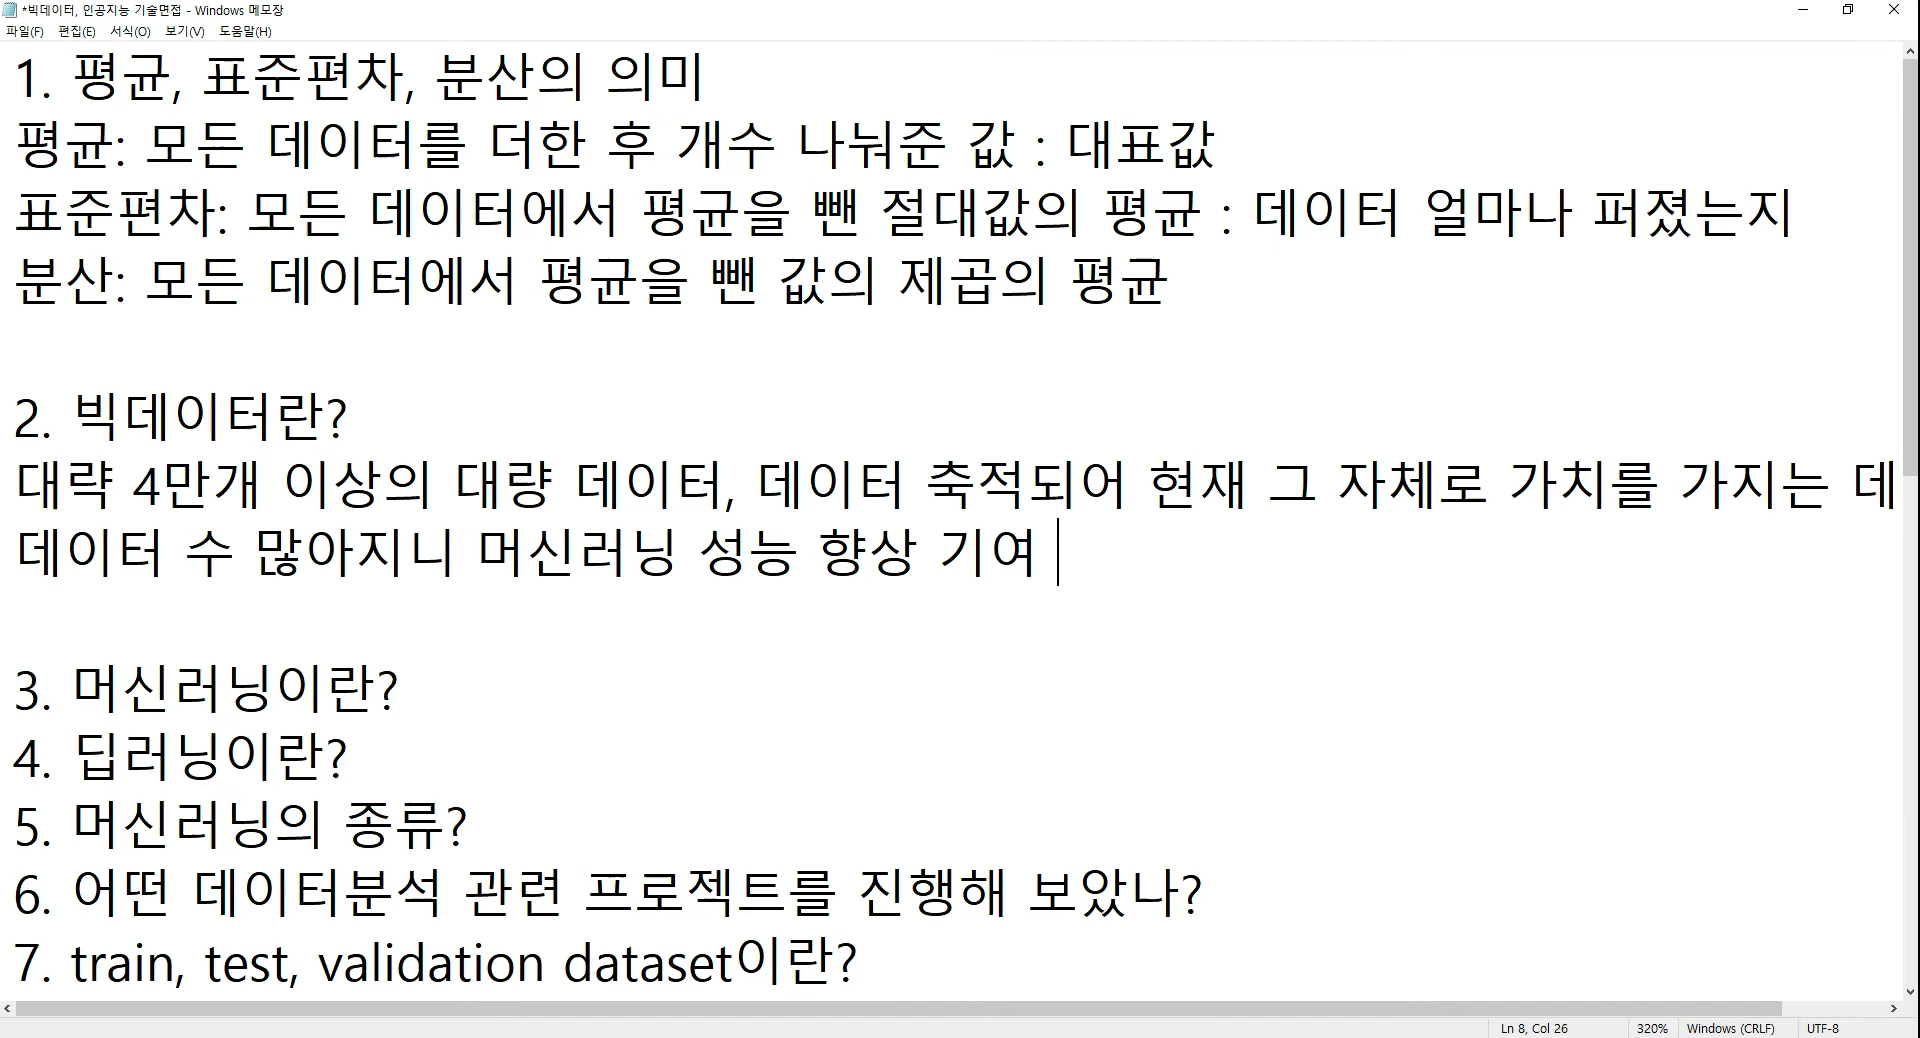 *빅데이터, 인공지능 기술면접 - Windows 메모장
파일(F) 편집(E) 서식(O) 보기(V) 도움말(H)
1. 평균, 표준편차, 분산의 의미
평균: 모든 데이터를 더한 후 개수 나눠준 값 : 대표값
표준편차: 모든 데이터에서 평균을 뺀 절대값의 평균 : 데이터 얼마나 퍼졌는지
분산: 모든 데이터에서 평균을 뺀 값의 제곱의 평균
2. 빅데이터란?
대략 4만개 이상의 대량 데이터, 데이터 축적되어 현재 그 자체로 가치를 가지는 데
데이터 수 많아지니 머신러닝 성능 향상 기여
3. 머신러닝이란?
4. 딥러닝이란?
5. 머신러닝의 종류?
6. 어떤 데이터분석 관련 프로젝트를 진행해 보았나?
7. train, test, validation dataset이란?
Ln 8, Col 26 320% Windows (CRLF) UTF-8